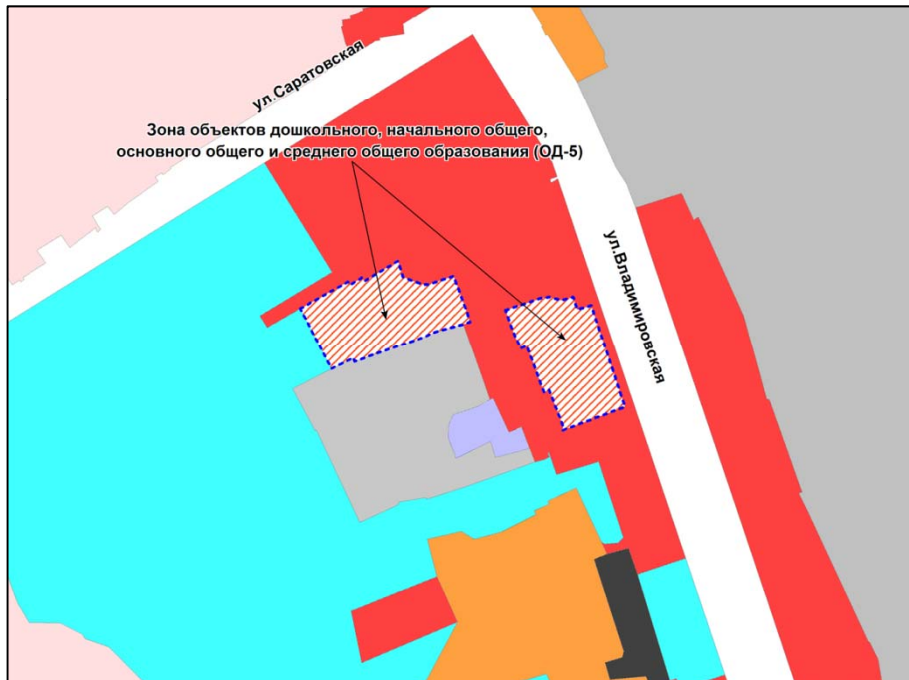 ул.Саратовская
Зона объектов дошкольного, начального общего,
основного общего и среднего общего образования (ОД-5)
ул.Владимировская